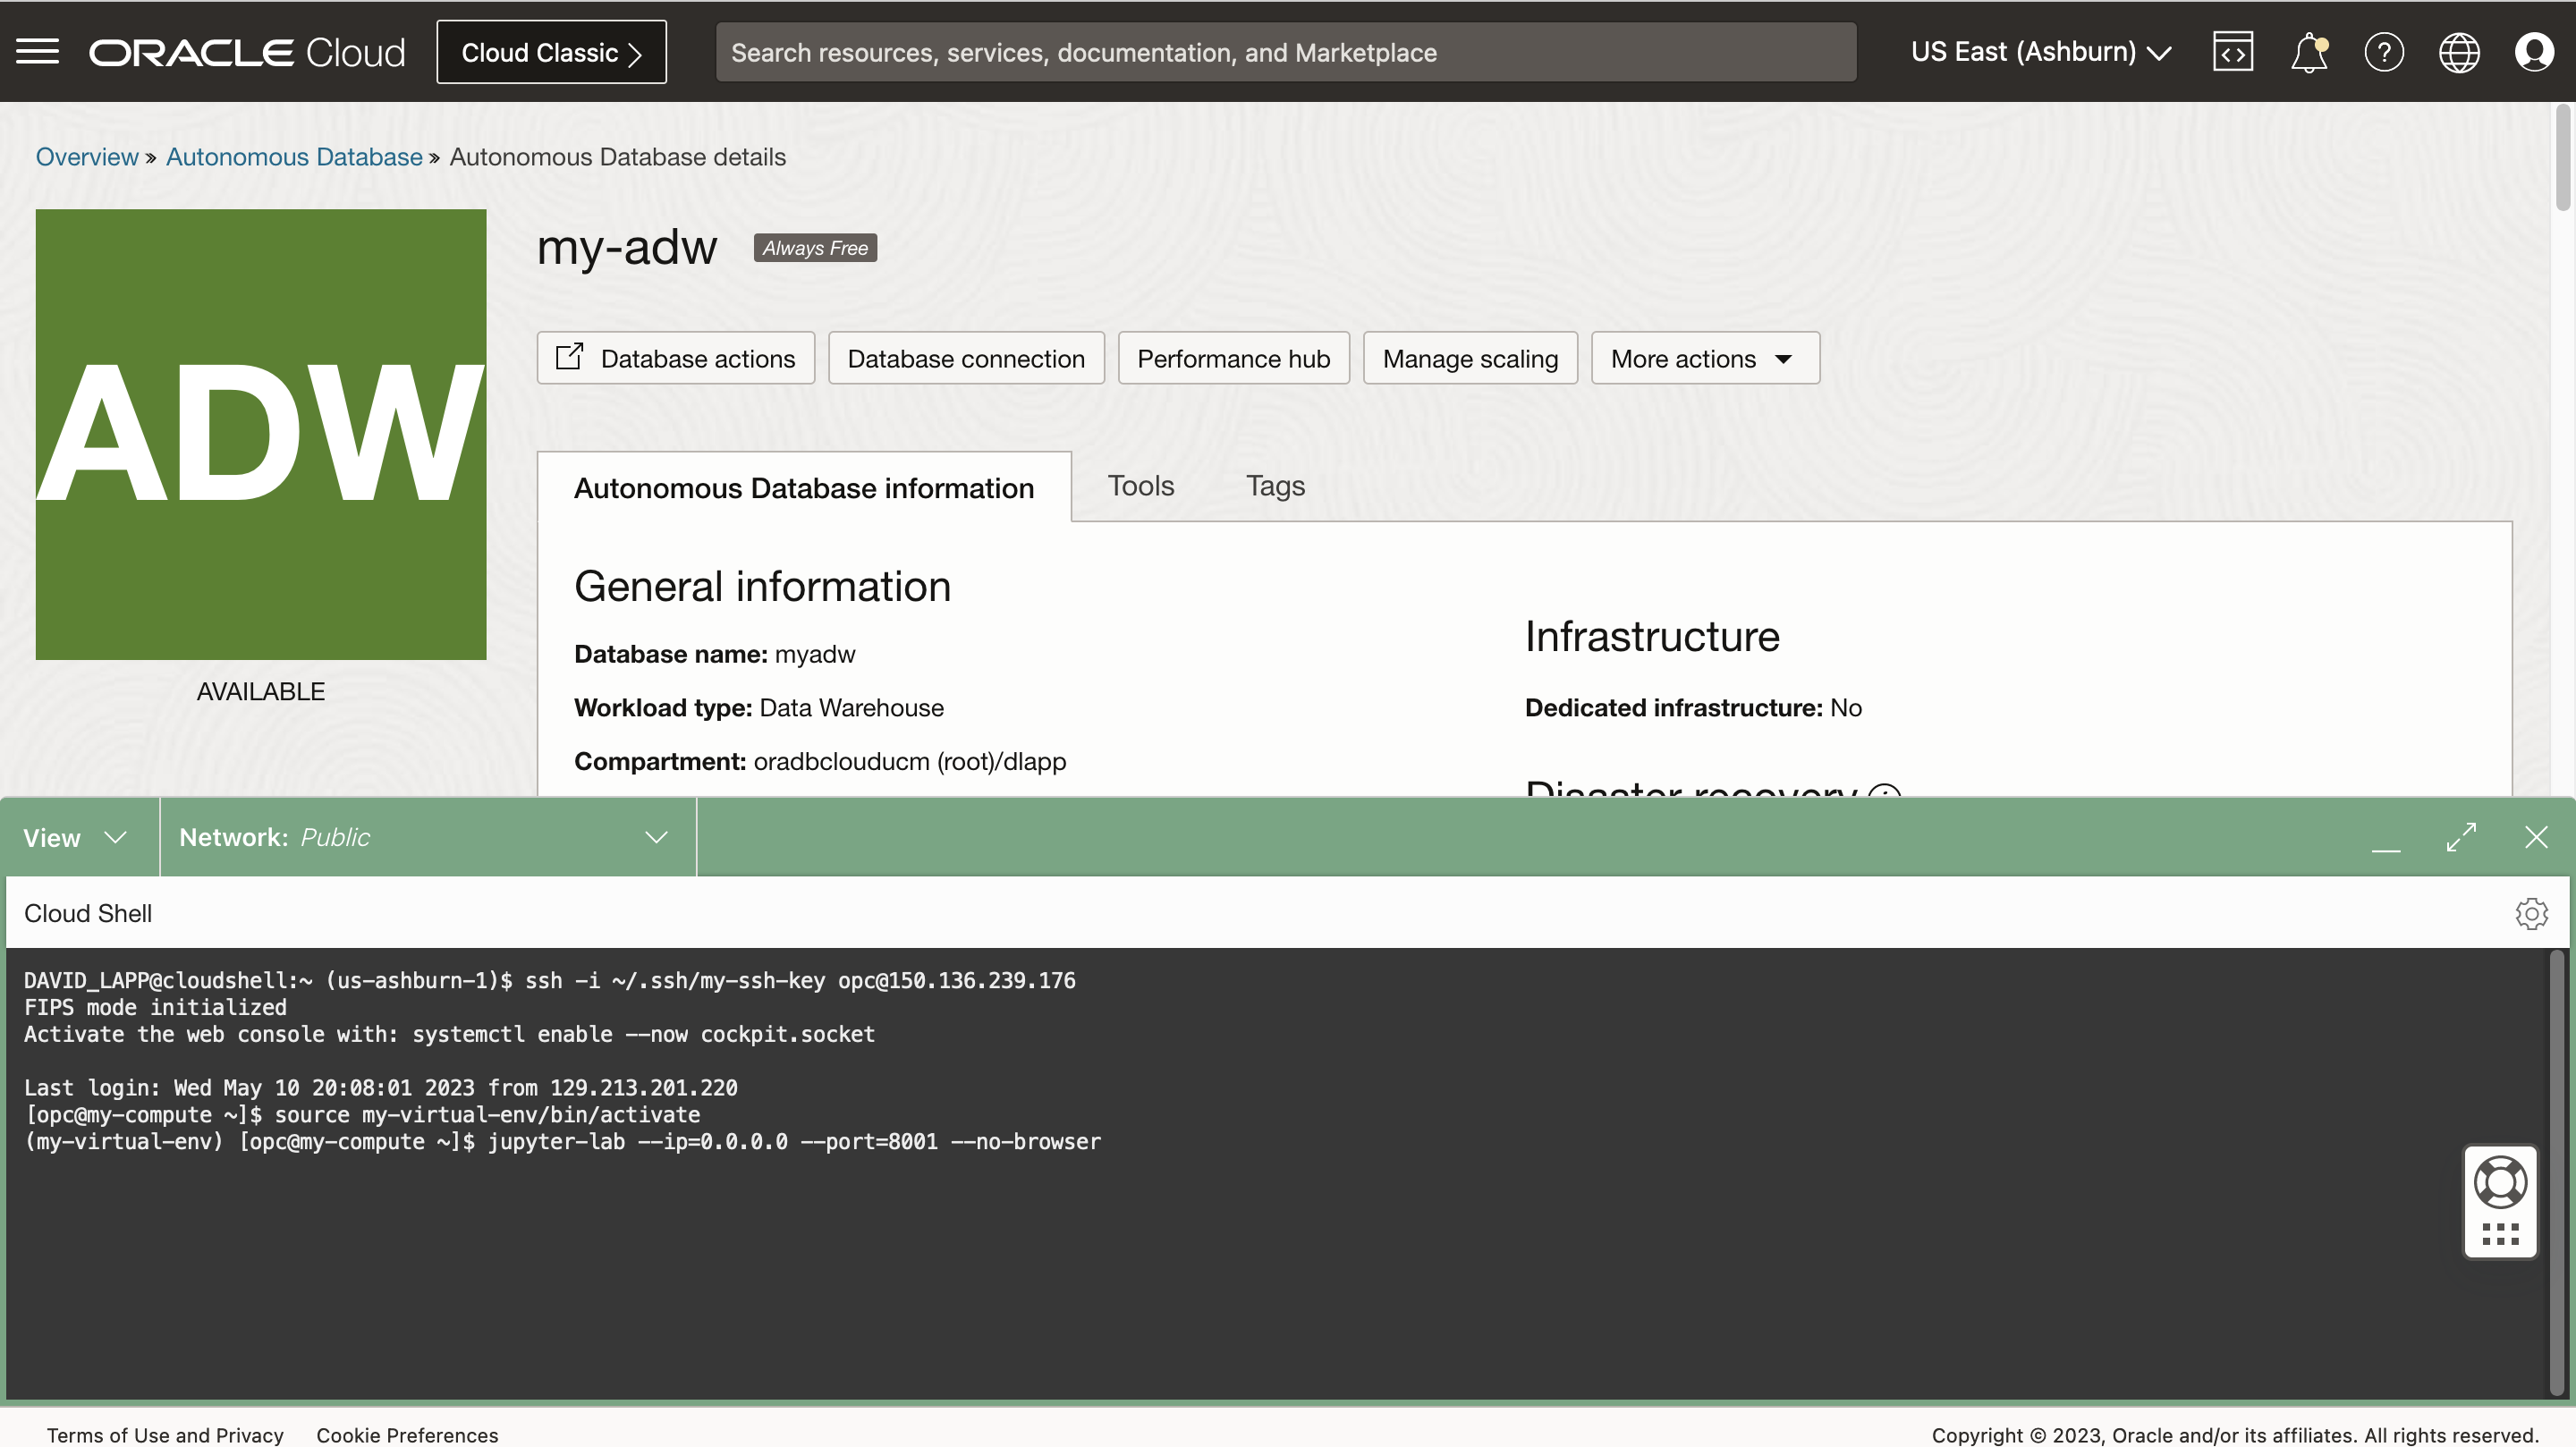 ORACLE Cloud
Cloud Classic
Search resources, services, documentation, and Marketplace
US East (Ashburn)
Overview » Autonomous Database » Autonomous Database details
ADW
AVAILABLE
my-adw
Always Free
Database actions
Database connection
Performance hub
Manage scaling
More actions
Autonomous Database information
Tools
Tags
General information
Database name: myadw
Workload type: Data Warehouse
Compartment: oradbclouducm (root)/dlapp
Infrastructure
Dedicated infrastructure: No
Disaster recovery
View
Network: Public
Cloud Shell
DAVID_LAPP@cloudshell:~ (us-ashburn-1)$ ssh -i ~/.ssh/my-ssh-key opc@150.136.239.176
FIPS mode initialized
Activate the web console with: systemctl enable --now cockpit.socket
Last login: Wed May 10 20:08:01 2023 from 129.213.201.220
[opc@my-compute ~]$ source my-virtual-env/bin/activate
(my-virtual-env) [opc@my-compute ~]$ jupyter-lab --ip=0.0.0.0 --port=8001 --no-browser
Terms of Use and Privacy
Cookie Preferences
Copyright © 2023, Oracle and/or its affiliates. All rights reserved.